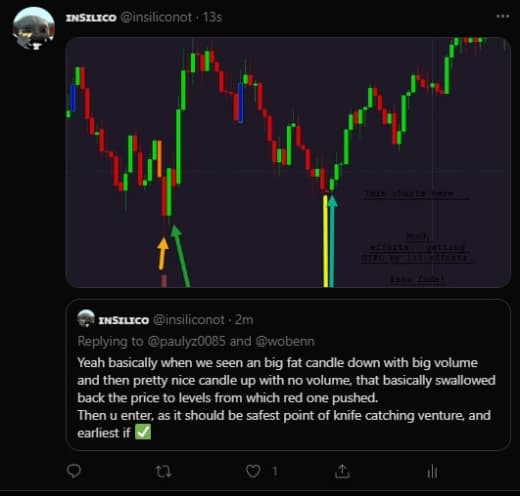 INSILICO @insiliconot · 13s
INSILICO @insiliconot · 2m
Replying to @paulyz0085 and @wobenn
Yeah basically when we seen an big fat candle down with big volume
and then pretty nice candle up with no volume, that basically swallowed
back the price to levels from which red one pushed.
Then u enter, as it should be safest point of knife catching venture, and
earliest if ✅
1